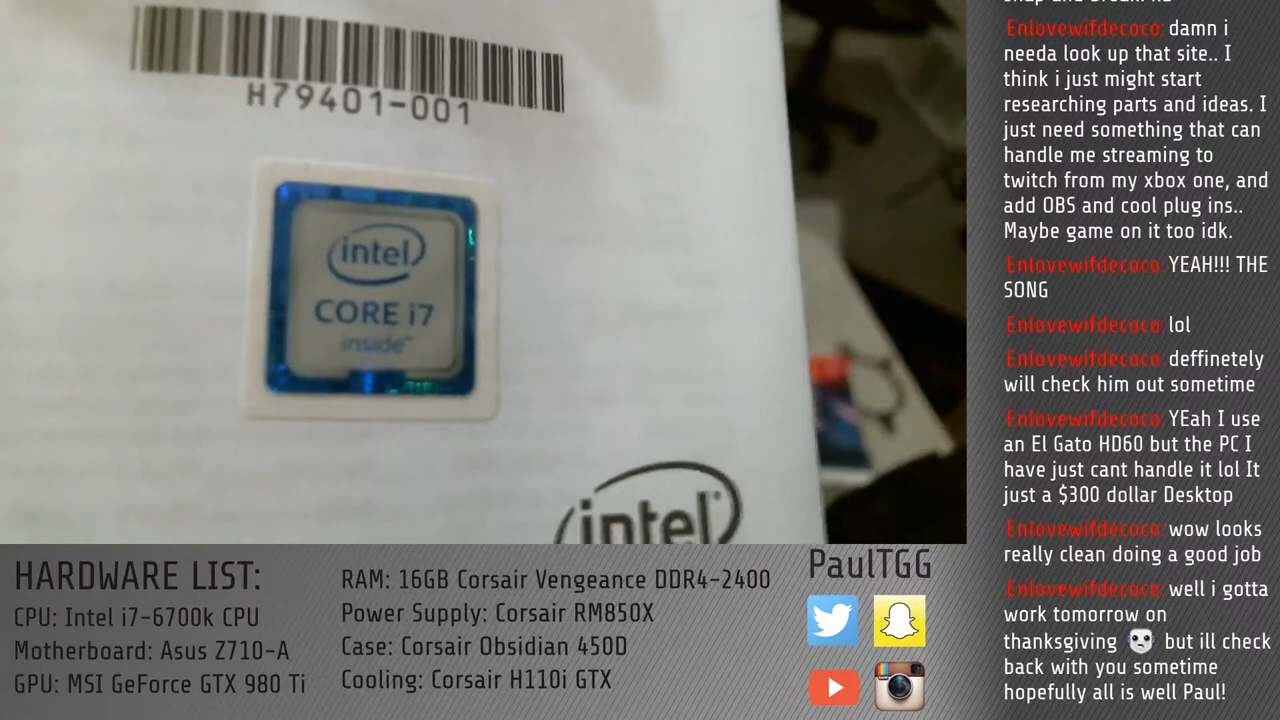 H79401-001
intel
CORE i7
inside™
intel
HARDWARE LIST:
CPU: Intel i7-6700k CPU
Motherboard: Asus Z710-A
GPU: MSI GeForce GTX 980 Ti
RAM: 16GB Corsair Vengeance DDR4-2400
Power Supply: Corsair RM850X
Case: Corsair Obsidian 450D
Cooling: Corsair H110i GTX
PaulTGG
Enlovewifdecoco: damn i
needa look up that site.. I
think i just might start
researching parts and ideas. I
just need something that can
handle me streaming to
twitch from my xbox one, and
add OBS and cool plug ins..
Maybe game on it too idk.
Enlovewifdecoco: YEAH!!! THE
SONG
Enlovewifdecoco: lol
Enlovewifdecoco: deffinetely
will check him out sometime
Enlovewifdecoco: YEah I use
an El Gato HD60 but the PC I
have just cant handle it lol It
just a $300 dollar Desktop
Enlovewifdecoco: wow looks
really clean doing a good job
Enlovewifdecoco: well i gotta
work tomorrow on
thanksgiving but ill check
back with you sometime
hopefully all is well Paul!